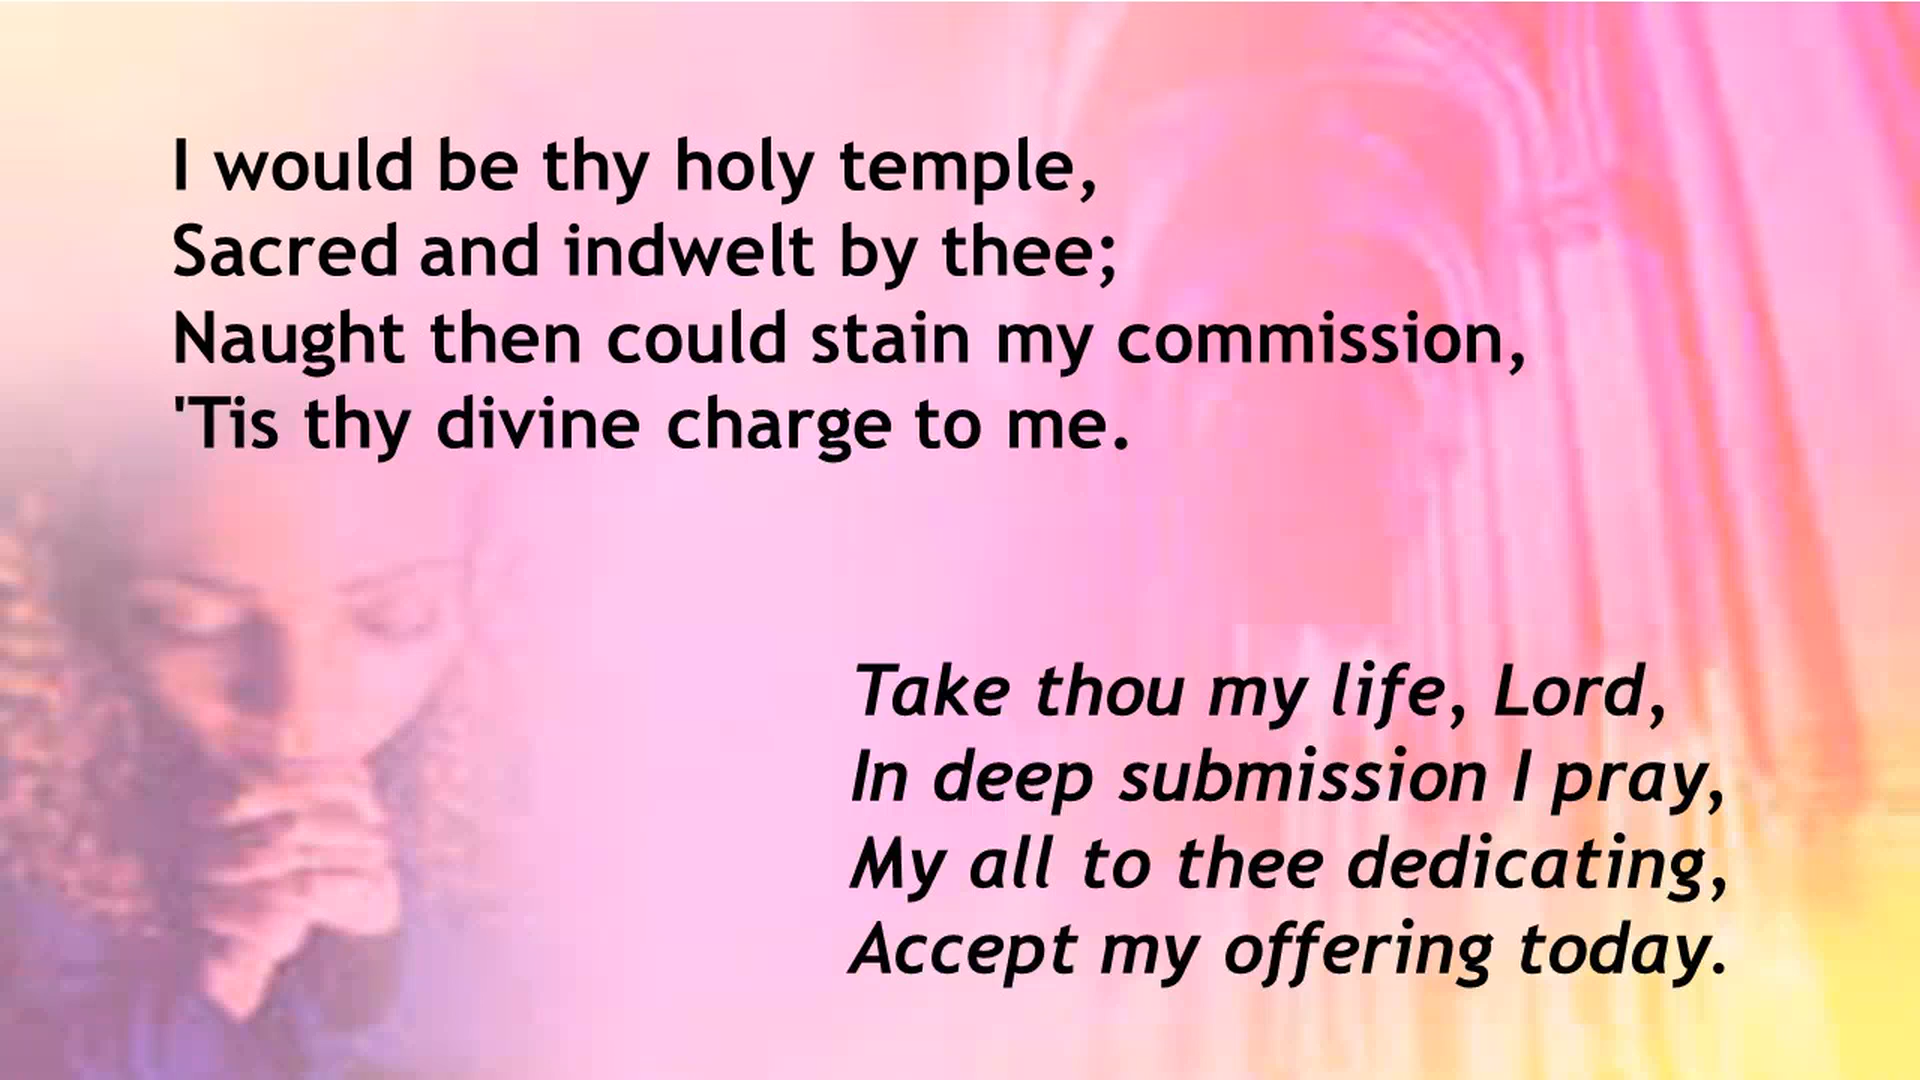 I would be thy holy temple,
Sacred and indwelt by thee;
Naught then could stain my commission,
'Tis thy divine charge to me.
Take thou my life, Lord,
In deep submission I pray,
My all to thee dedicating,
Accept my offering today.